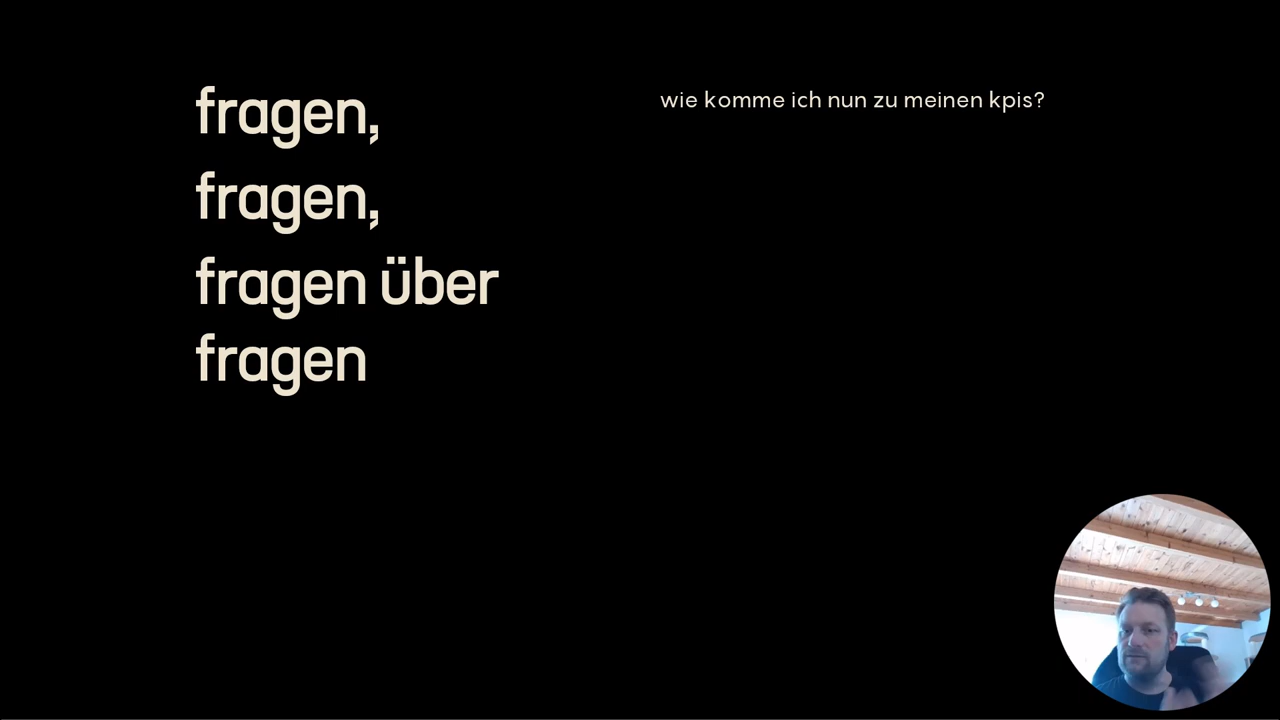 fragen,
fragen,
fragen über
fragen
wie komme ich nun zu meinen kpis?